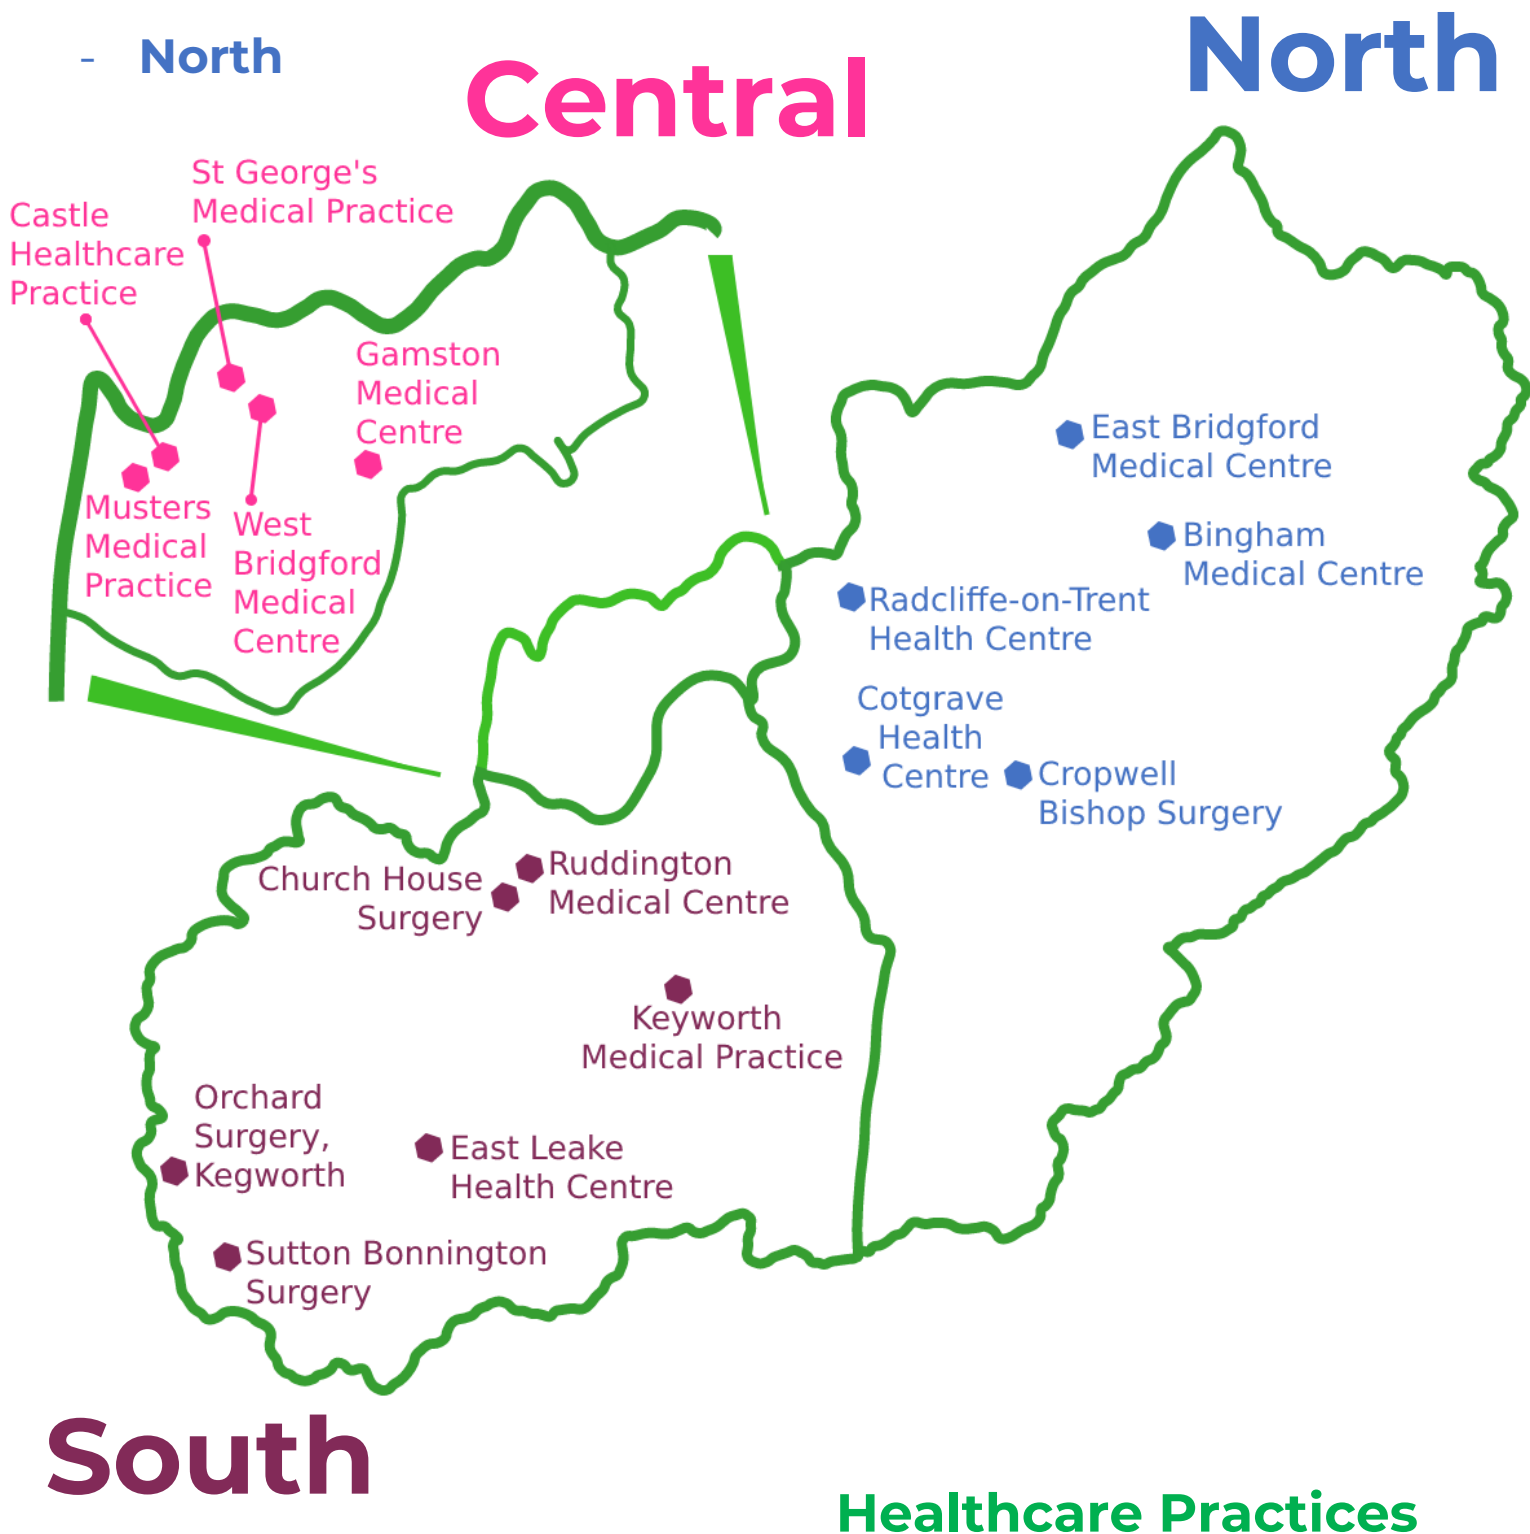 - North
Central
North
St George's
Medical Practice
Castle
Healthcare
Practice
Gamston
Medical
Centre
Musters
Medical
Practice
West
Bridgford
Medical
Centre
East Bridgford
Medical Centre
Bingham
Medical Centre
Radcliffe-on-Trent
Health Centre
Cotgrave
Health
Centre
Cropwell
Bishop Surgery
Church House
Surgery
Ruddington
Medical Centre
Keyworth
Medical Practice
Orchard
Surgery,
Kegworth
East Leake
Health Centre
Sutton Bonnington
Surgery
South
Healthcare Practices